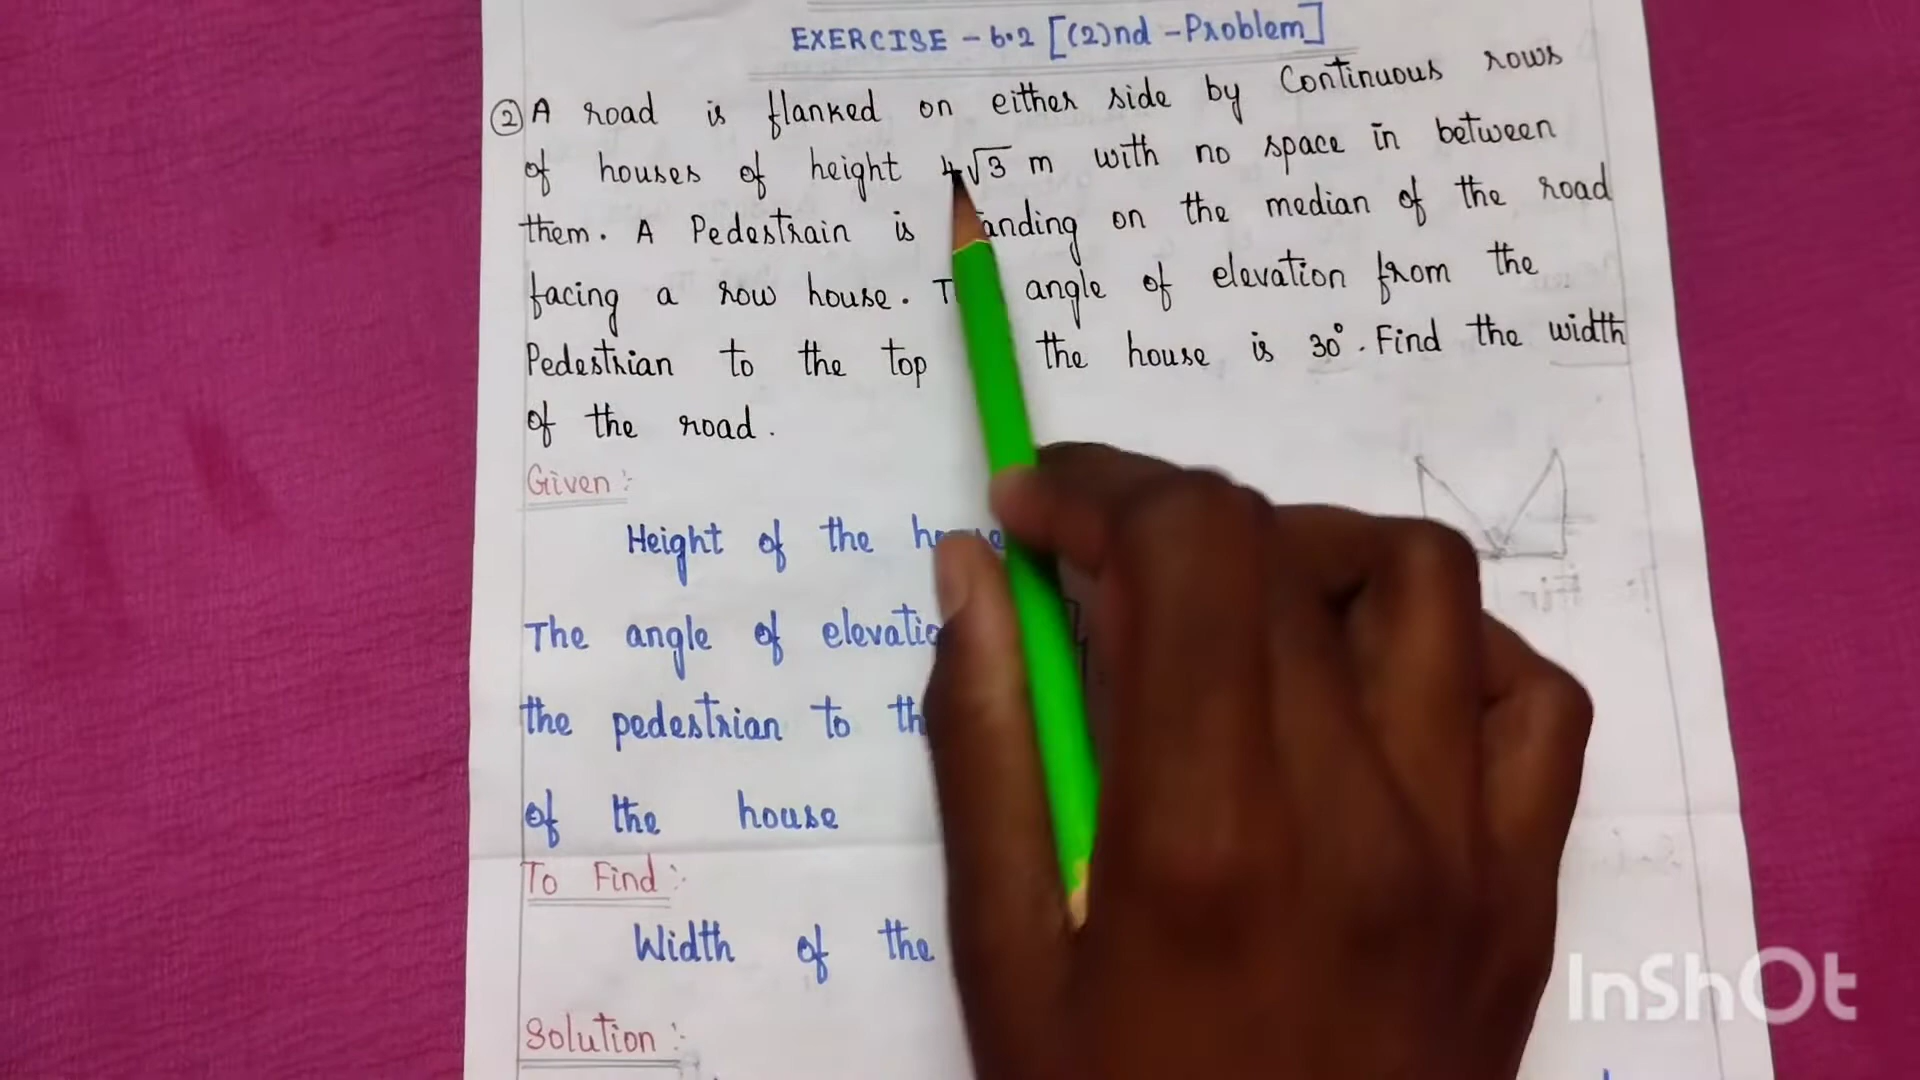 EXERCISE - 6.2 [(2)nd - Problem]
② A road is flanked on either side by Continuous rows
of houses of height 4√3 m with no space in between
them. A Pedestrain is anding on the median of the road
facing a row house. T angle of elevation from the
Pedestrian to the top the house is 30°. Find the width
of the road.
Given :-
Height of the house
The angle of elevatio
the pedestrian to th
of the house
To Find :-
Width of the
Solution :-
InShOt